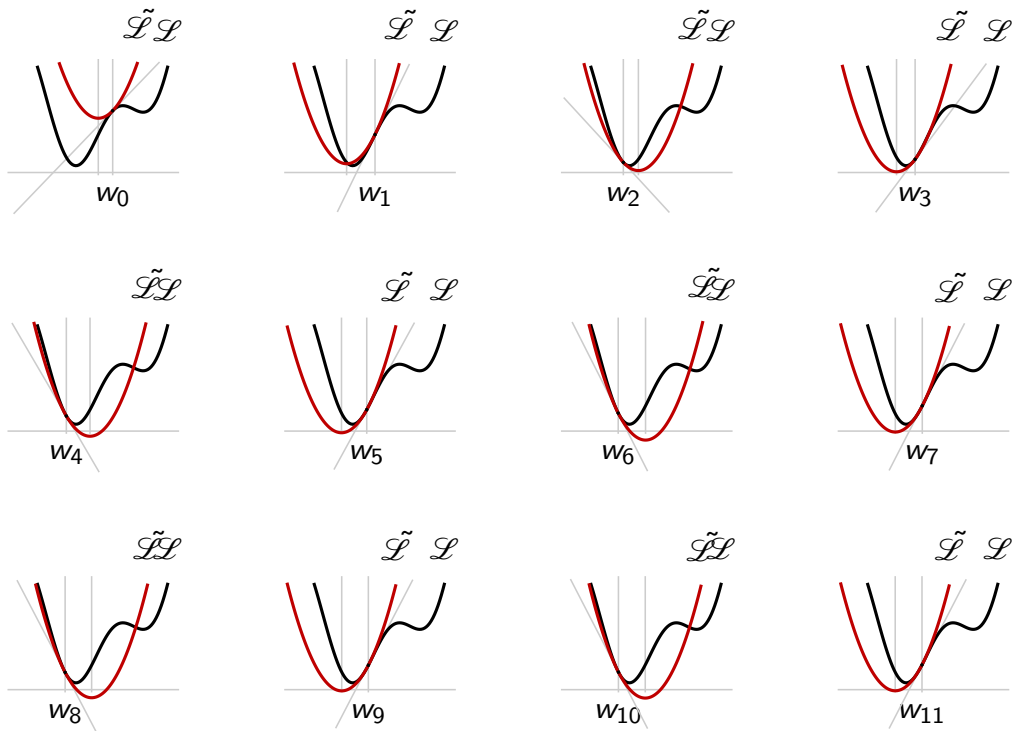 ℒ̃ ℒ ℒ̃ ℒ ℒ̃ ℒ ℒ̃ ℒ
w₀ w₁ w₂ w₃
ℒ̃ ℒ ℒ̃ ℒ ℒ̃ ℒ ℒ̃ ℒ
w₄ w₅ w₆ w₇
ℒ̃ ℒ ℒ̃ ℒ ℒ̃ ℒ ℒ̃ ℒ
w₈ w₉ w₁₀ w₁₁